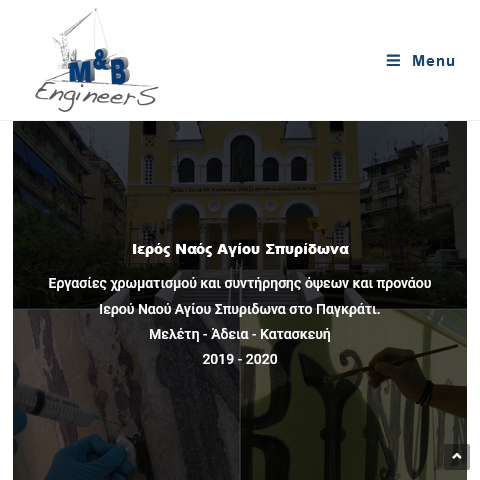 M&B
EngineerS
Menu
Ιερός Ναός Αγίου Σπυρίδωνα
Εργασίες χρωματισμού και συντήρησης όψεων και προνάου
Ιερού Ναού Αγίου Σπυριδωνα στο Παγκράτι.
Μελέτη - Άδεια - Κατασκευή
2019 - 2020